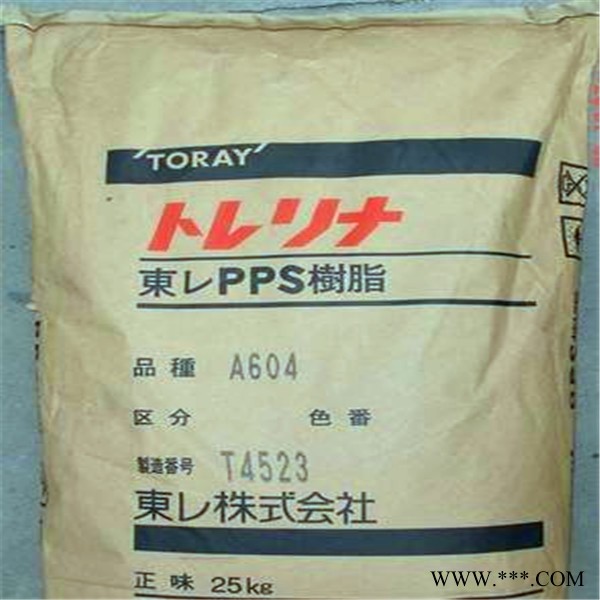 TORAY
トレリナ
東レPPS樹脂
品種 A604
区分 色番
製造番号 T4523
東レ株式会社
正味 25kg
WWW.***.COM